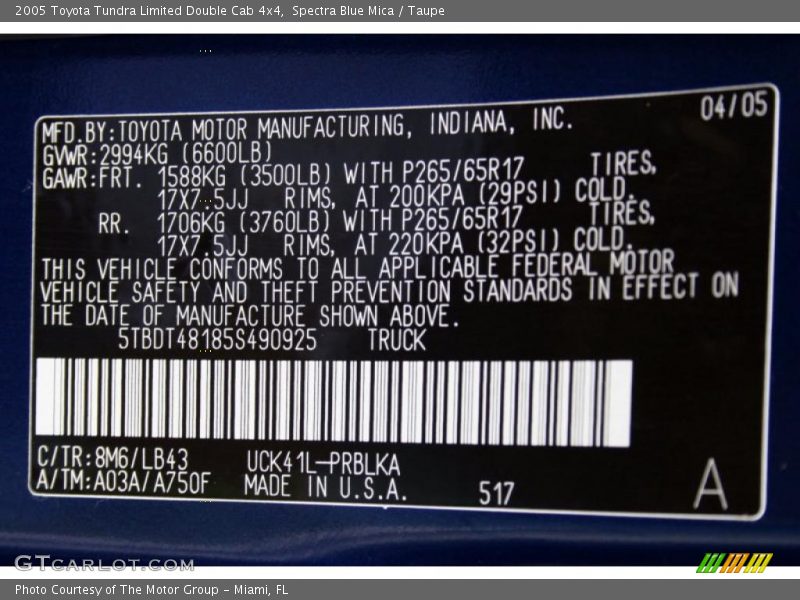 2005 Toyota Tundra Limited Double Cab 4x4,  Spectra Blue Mica / Taupe
04/05
MFD.BY:TOYOTA MOTOR MANUFACTURING, INDIANA, INC.
GVWR:2994KG (6600LB)
GAWR:FRT. 1588KG (3500LB) WITH P265/65R17 TIRES,
17X7.5JJ RIMS, AT 200KPA (29PSI) COLD.
RR. 1706KG (3760LB) WITH P265/65R17 TIRES,
17X7.5JJ RIMS, AT 220KPA (32PSI) COLD.
THIS VEHICLE CONFORMS TO ALL APPLICABLE FEDERAL MOTOR
VEHICLE SAFETY AND THEFT PREVENTION STANDARDS IN EFFECT ON
THE DATE OF MANUFACTURE SHOWN ABOVE.
5TBDT48185S490925 TRUCK
C/TR:8M6/LB43 UCK41L-PRBLKA
A/TM:A03A/A750F MADE IN U.S.A. 517 A
GTcarlot.com
Photo Courtesy of The Motor Group - Miami, FL